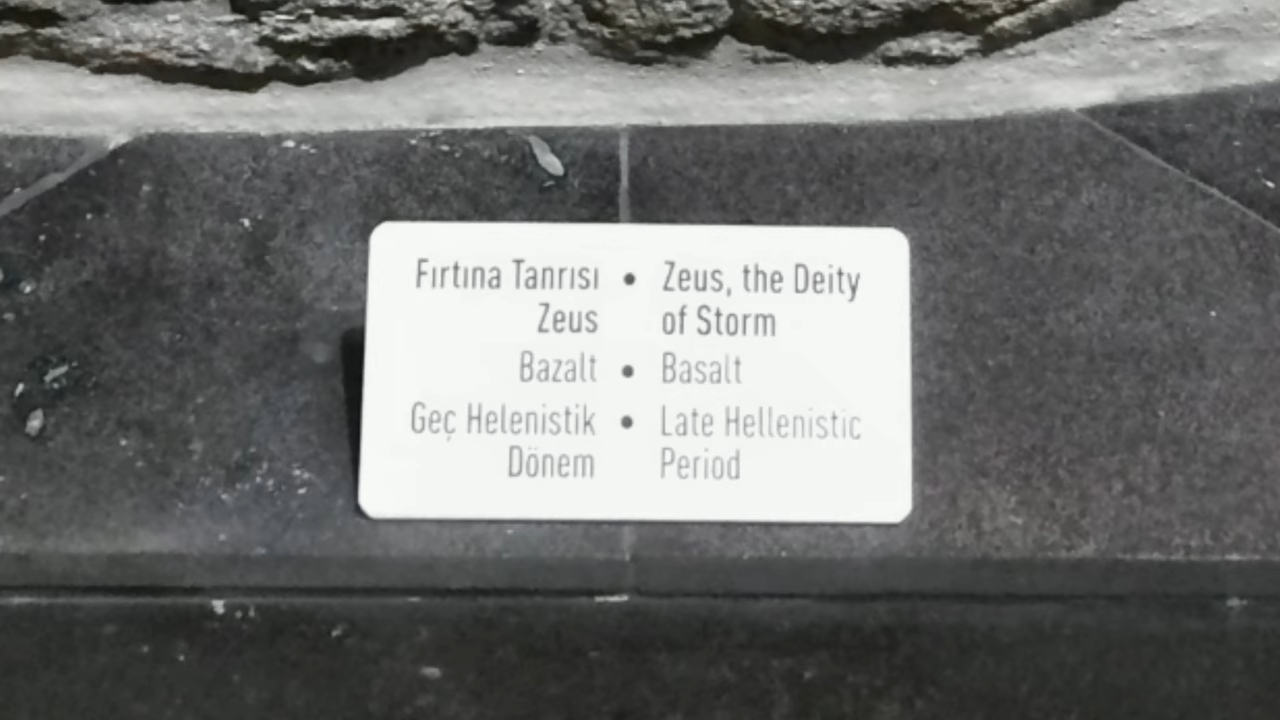 Fırtına Tanrısı • Zeus, the Deity
Zeus of Storm
Bazalt • Basalt
Geç Helenistik • Late Hellenistic
Dönem Period